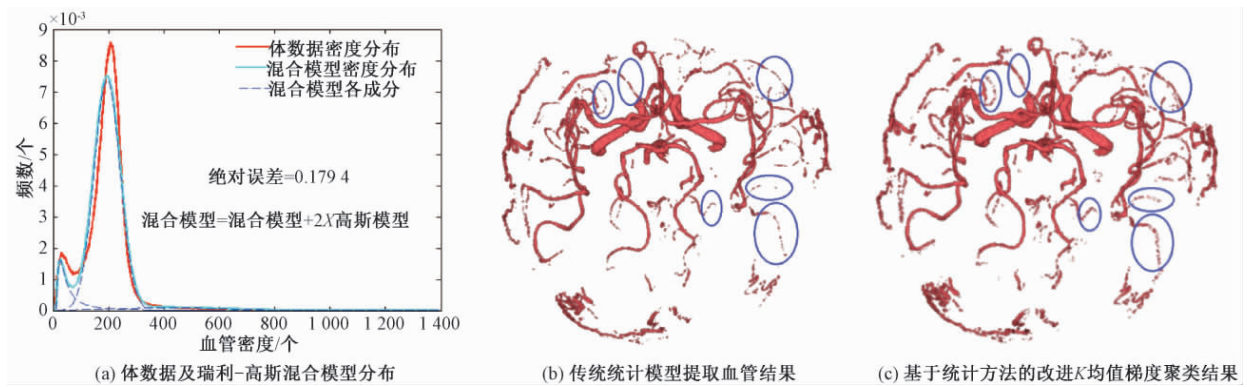 ×10⁻³
9
8
7
6
5
4
3
2
1
0
频数/个
体数据密度分布
混合模型密度分布
混合模型各成分
绝对误差=0.179 4
混合模型=混合模型+2X高斯模型
0 200 400 600 800 1 000 1 200 1 400
血管密度/个
(a) 体数据及瑞利-高斯混合模型分布
(b) 传统统计模型提取血管结果
(c) 基于统计方法的改进K均值梯度聚类结果